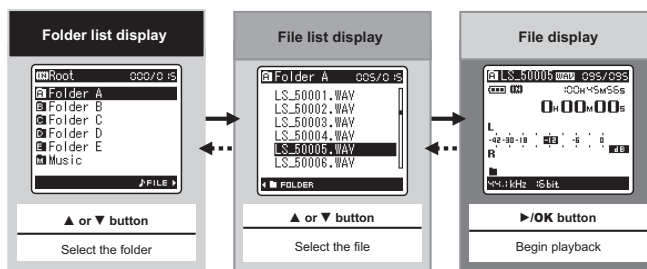 Folder list display
Root 000/015
Folder A
Folder B
Folder C
Folder D
Folder E
Music
FILE
▲ or ▼ button
Select the folder
File list display
Folder A 005/015
LS_50001.WAV
LS_50002.WAV
LS_50003.WAV
LS_50004.WAV
LS_50005.WAV
LS_50006.WAV
FOLDER
▲ or ▼ button
Select the file
File display
LS_50005 WAV 095/095
00H00M00s
L
-42 -30 -18 -12 -6 0
R dB
44.1kHz 16bit
►/OK button
Begin playback